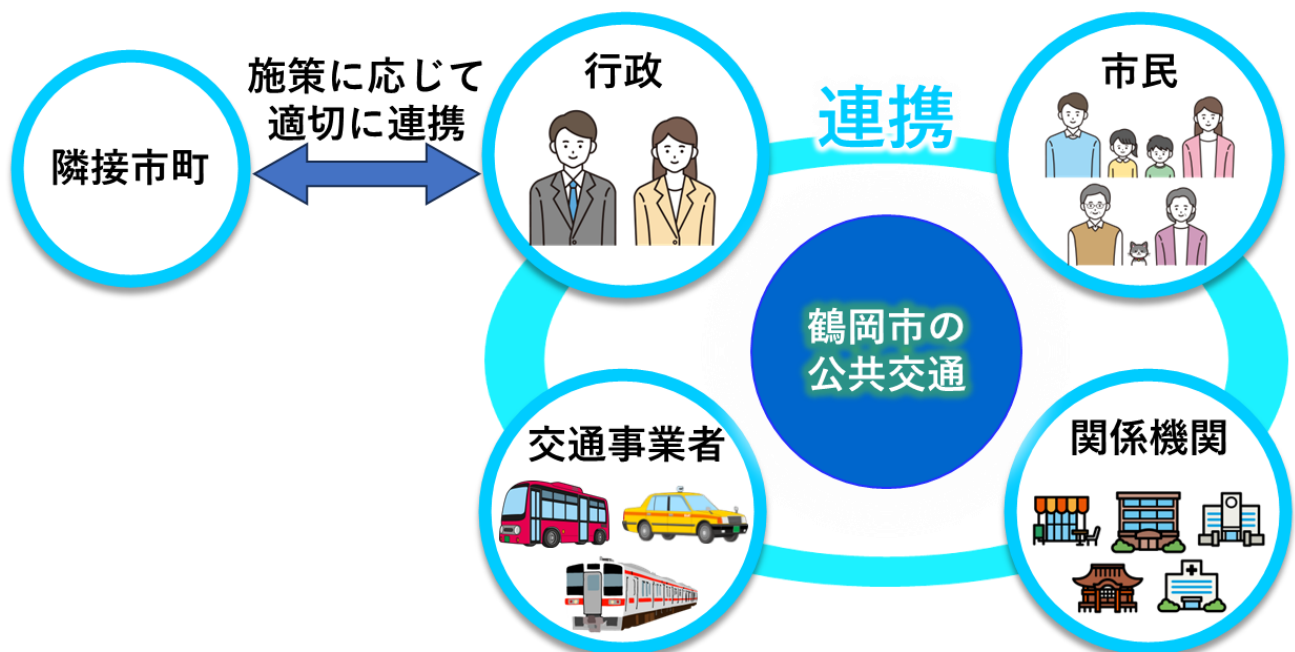 隣接市町
施策に応じて
適切に連携
行政
連携
市民
鶴岡市の
公共交通
交通事業者
関係機関